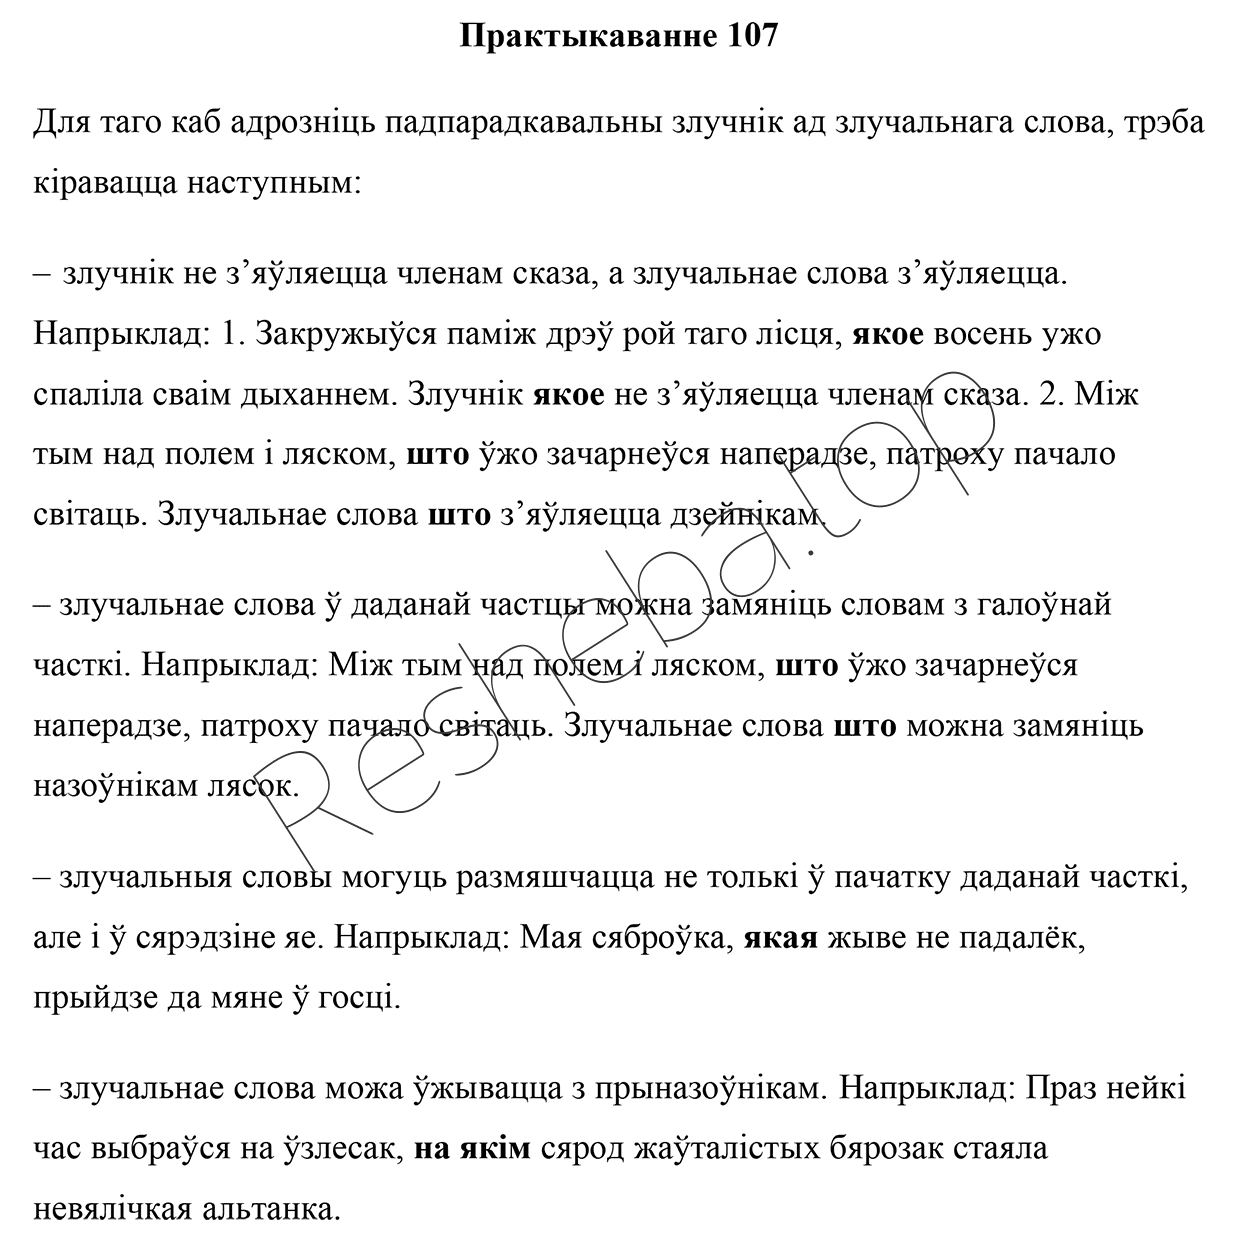 Практыкаванне 107
Для таго каб адрозніць падпарадкавальны злучнік ад злучальнага слова, трэба
кіравацца наступным:
– злучнік не з’яўляецца членам сказа, а злучальнае слова з’яўляецца.
Напрыклад: 1. Закружыўся паміж дрэў рой таго лісця, якое восень ужо
спаліла сваім дыханнем. Злучнік якое не з’яўляецца членам сказа. 2. Між
тым над полем і ляском, што ўжо зачарнеўся наперадзе, патроху пачало
світаць. Злучальнае слова што з’яўляецца дзейнікам.
– злучальнае слова ў даданай частцы можна замяніць словам з галоўнай
часткі. Напрыклад: Між тым над полем і ляском, што ўжо зачарнеўся
наперадзе, патроху пачало світаць. Злучальнае слова што можна замяніць
назоўнікам лясок.
– злучальныя словы могуць размяшчацца не толькі ў пачатку даданай часткі,
але і ў сярэдзіне яе. Напрыклад: Мая сяброўка, якая жыве не падалёк,
прыйдзе да мяне ў госці.
– злучальнае слова можа ўжывацца з прыназоўнікам. Напрыклад: Праз нейкі
час выбраўся на ўзлесак, на якім сярод жаўталістых бярозак стаяла
невялічкая альтанка.
Resheba.top